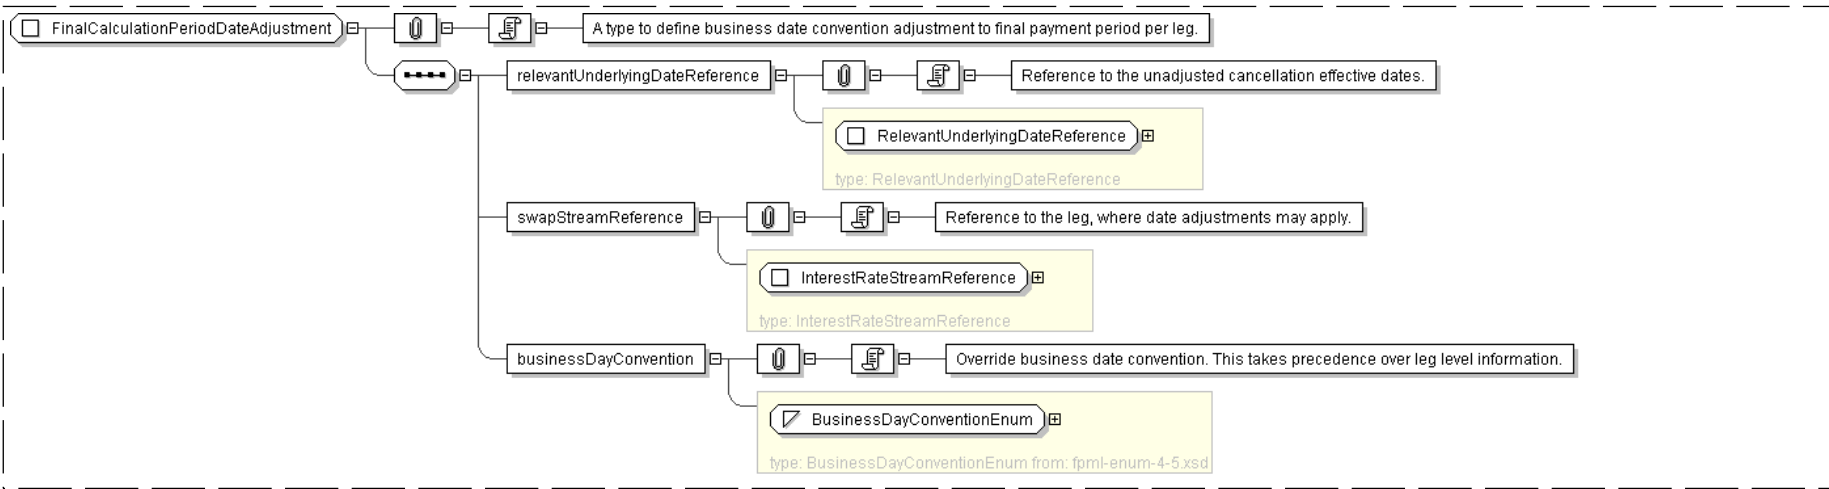 FinalCalculationPeriodDateAdjustment
A type to define business date convention adjustment to final payment period per leg.
relevantUnderlyingDateReference
Reference to the unadjusted cancellation effective dates.
RelevantUnderlyingDateReference
type: RelevantUnderlyingDateReference
swapStreamReference
Reference to the leg, where date adjustments may apply.
InterestRateStreamReference
type: InterestRateStreamReference
businessDayConvention
Override business date convention. This takes precedence over leg level information.
BusinessDayConventionEnum
type: BusinessDayConventionEnum from: fpml-enum-4-5.xsd